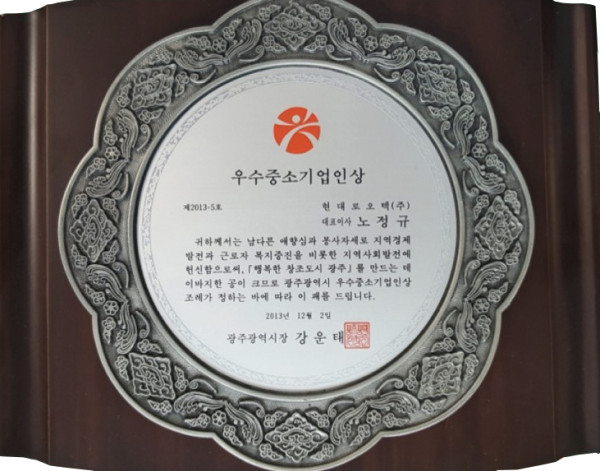 우수중소기업인상
제2013-5호
현대로오텍(주)
대표이사 노정규
귀하께서는 남다른 애향심과 봉사자세로 지역경제
발전과 근로자 복지증진을 비롯한 지역사회발전에
헌신함으로써, 「행복한 창조도시 광주」를 만드는 데
이바지한 공이 크므로 광주광역시 우수중소기업인상
조례가 정하는 바에 따라 이 패를 드립니다.
2013년 12월 2일
광주광역시장 강운태